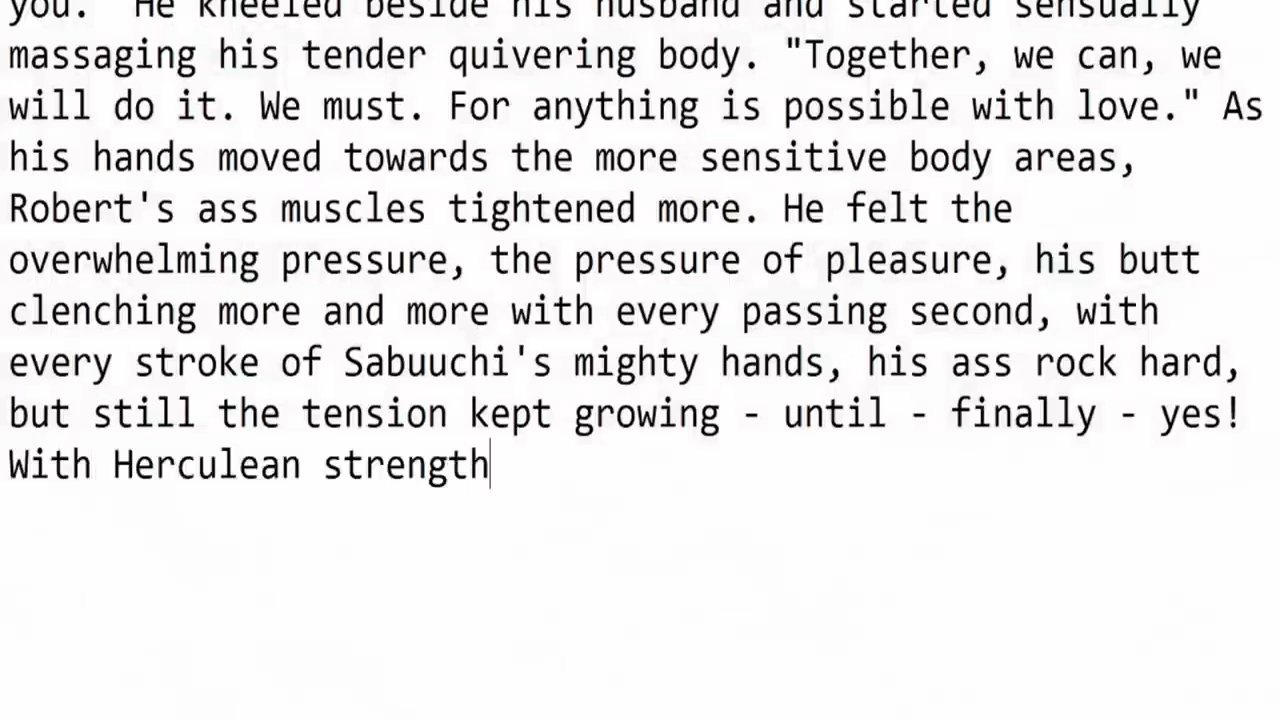 you." He kneeled beside his husband and started sensually
massaging his tender quivering body. "Together, we can, we
will do it. We must. For anything is possible with love." As
his hands moved towards the more sensitive body areas,
Robert's ass muscles tightened more. He felt the
overwhelming pressure, the pressure of pleasure, his butt
clenching more and more with every passing second, with
every stroke of Sabuuchi's mighty hands, his ass rock hard,
but still the tension kept growing - until - finally - yes!
With Herculean strength